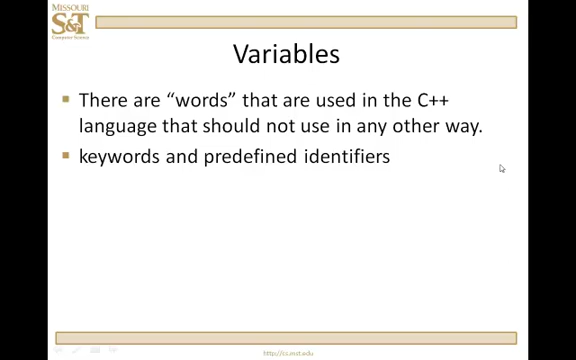 MISSOURI
S&T
Computer Science
Variables
There are “words” that are used in the C++
language that should not use in any other way.
keywords and predefined identifiers
http://cs.mst.edu